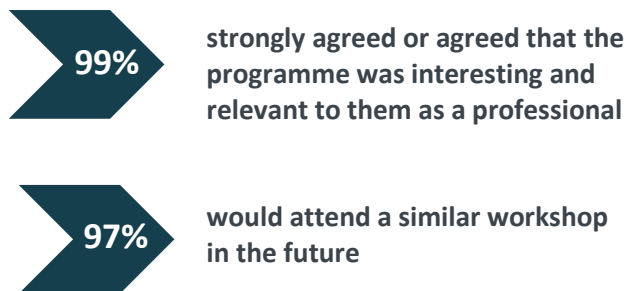 99%
strongly agreed or agreed that the
programme was interesting and
relevant to them as a professional
97%
would attend a similar workshop
in the future